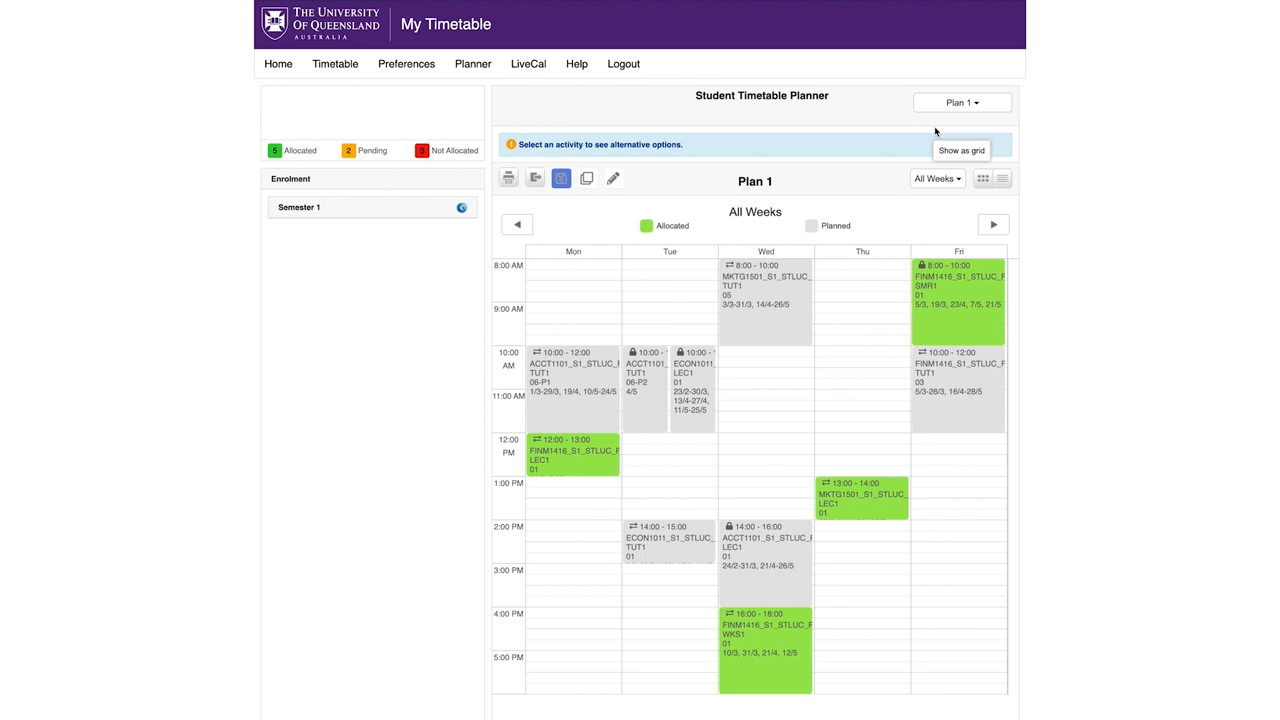 THE UNIVERSITY
OF QUEENSLAND
AUSTRALIA
My Timetable
Home Timetable Preferences Planner LiveCal Help Logout
5 Allocated 2 Pending 3 Not Allocated
Enrolment
Semester 1
Student Timetable Planner
Plan 1
Select an activity to see alternative options.
Show as grid
Plan 1
All Weeks
All Weeks
Allocated Planned
Mon Tue Wed Thu Fri
8:00 AM
9:00 AM
10:00
AM
11:00 AM
12:00
PM
1:00 PM
2:00 PM
3:00 PM
4:00 PM
5:00 PM
10:00 - 12:00
ACCT1101_S1_STLUC_
TUT1
06-P1
1/3-29/3, 19/4, 10/5-24/5
12:00 - 13:00
FINM1416_S1_STLUC_
LEC1
01
10:00 -
ACCT1101_
TUT1
06-P2
4/5
10:00 -
ECON1011_
LEC1
01
23/2-30/3,
13/4-27/4,
11/5-25/5
14:00 - 15:00
ECON1011_S1_STLUC_
TUT1
01
8:00 - 10:00
MKTG1501_S1_STLUC_
TUT1
05
3/3-31/3, 14/4-26/5
14:00 - 16:00
ACCT1101_S1_STLUC_
LEC1
01
24/2-31/3, 21/4-26/5
16:00 - 18:00
FINM1416_S1_STLUC_
WKS1
01
10/3, 31/3, 21/4, 12/5
13:00 - 14:00
MKTG1501_S1_STLUC_
LEC1
01
8:00 - 10:00
FINM1416_S1_STLUC_
SMR1
01
5/3, 19/3, 23/4, 7/5, 21/5
10:00 - 12:00
FINM1416_S1_STLUC_
TUT1
03
5/3-26/3, 16/4-28/5